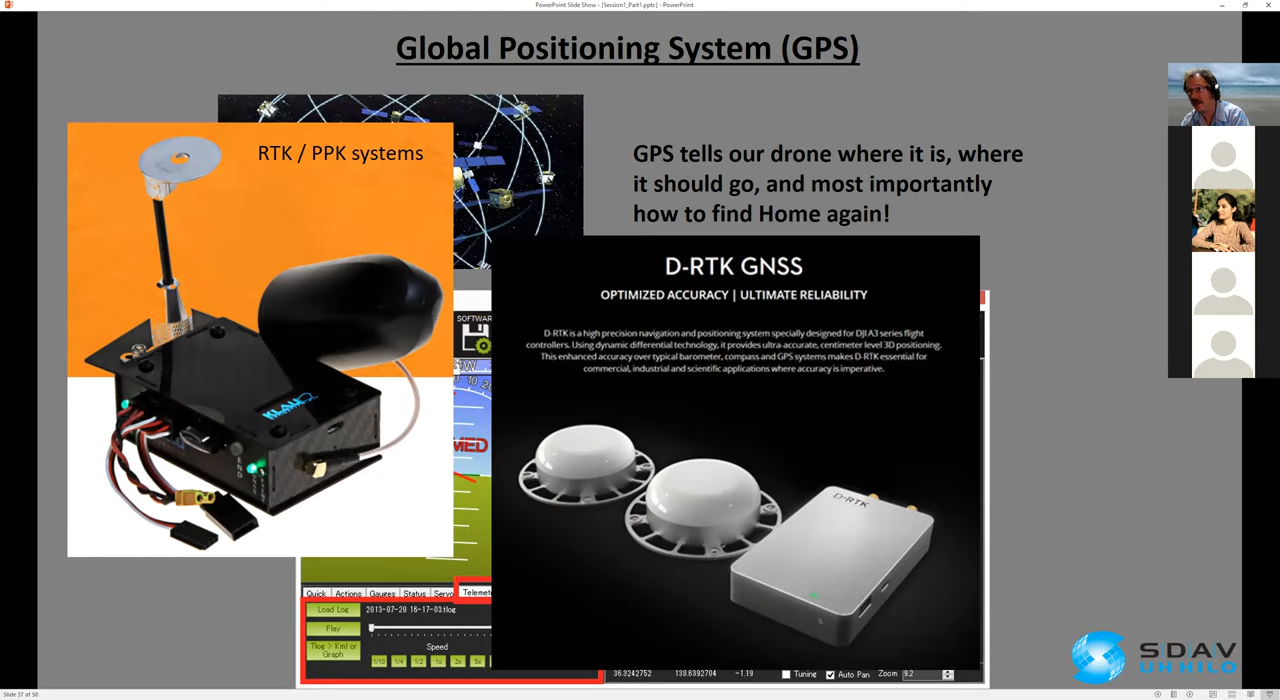 PowerPoint Slide Show - [Session1_Part1.pptx] - PowerPoint
Global Positioning System (GPS)
RTK / PPK systems
GPS tells our drone where it is, where
it should go, and most importantly
how to find Home again!
D-RTK GNSS
OPTIMIZED ACCURACY | ULTIMATE RELIABILITY
D-RTK is a high precision navigation and positioning system specially designed for DJI A3 series flight
controllers. Using dynamic differential technology, it provides ultra-accurate, centimeter level 3D positioning.
This enhanced accuracy over typical barometer, compass and GPS systems makes D-RTK essential for
commercial, industrial and scientific applications where accuracy is imperative.
SOFTWAR
10 20
MED
KLAU
D-RTK
Quick Actions Gauges Status Servo Telemet
Load Log 2013-07-20 16-17-03.tlog
Play
Speed
Tlog > Kml or
Graph
1/10 1/4 1/2 1x 2x 5x
36.3242752 138.6392704 -1.19 Tuning Auto Pan Zoom 9.2
SDAV
UH HILO
Slide 37 of 58